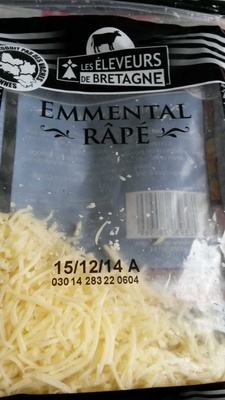 LES ÉLEVEURS
DE BRETAGNE
EMMENTAL
RÂPÉ
15/12/14 A
030 14 283 22 0604